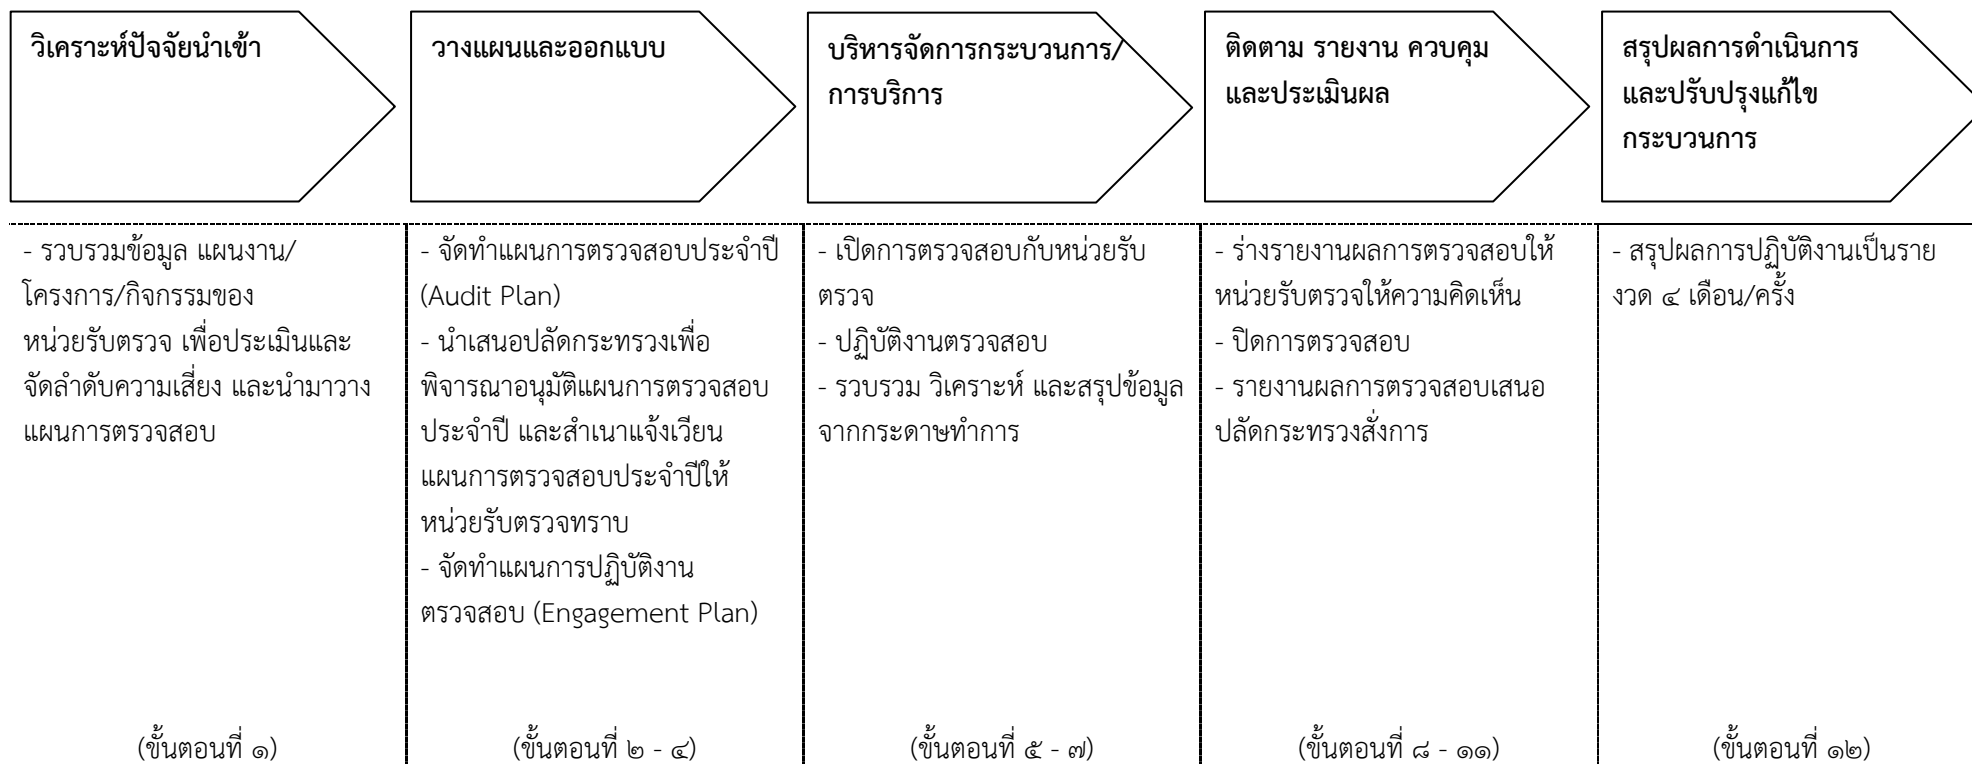 วิเคราะห์ปัจจัยนำเข้า
วางแผนและออกแบบ
บริหารจัดการกระบวนการ/
การบริการ
ติดตาม รายงาน ควบคุม
และประเมินผล
สรุปผลการดำเนินการ
และปรับปรุงแก้ไข
กระบวนการ
- รวบรวมข้อมูล แผนงาน/
โครงการ/กิจกรรมของ
หน่วยรับตรวจ เพื่อประเมินและ
จัดลำดับความเสี่ยง และนำมาวาง
แผนการตรวจสอบ
(ขั้นตอนที่ ๑)
- จัดทำแผนการตรวจสอบประจำปี
(Audit Plan)
- นำเสนอปลัดกระทรวงเพื่อ
พิจารณาอนุมัติแผนการตรวจสอบ
ประจำปี และสำเนาแจ้งเวียน
แผนการตรวจสอบประจำปีให้
หน่วยรับตรวจทราบ
- จัดทำแผนการปฏิบัติงาน
ตรวจสอบ (Engagement Plan)
(ขั้นตอนที่ ๒ - ๔)
- เปิดการตรวจสอบกับหน่วยรับ
ตรวจ
- ปฏิบัติงานตรวจสอบ
- รวบรวม วิเคราะห์ และสรุปข้อมูล
จากกระดาษทำการ
(ขั้นตอนที่ ๕ - ๗)
- ร่างรายงานผลการตรวจสอบให้
หน่วยรับตรวจให้ความคิดเห็น
- ปิดการตรวจสอบ
- รายงานผลการตรวจสอบเสนอ
ปลัดกระทรวงสั่งการ
(ขั้นตอนที่ ๘ - ๑๑)
- สรุปผลการปฏิบัติงานเป็นราย
งวด ๔ เดือน/ครั้ง
(ขั้นตอนที่ ๑๒)